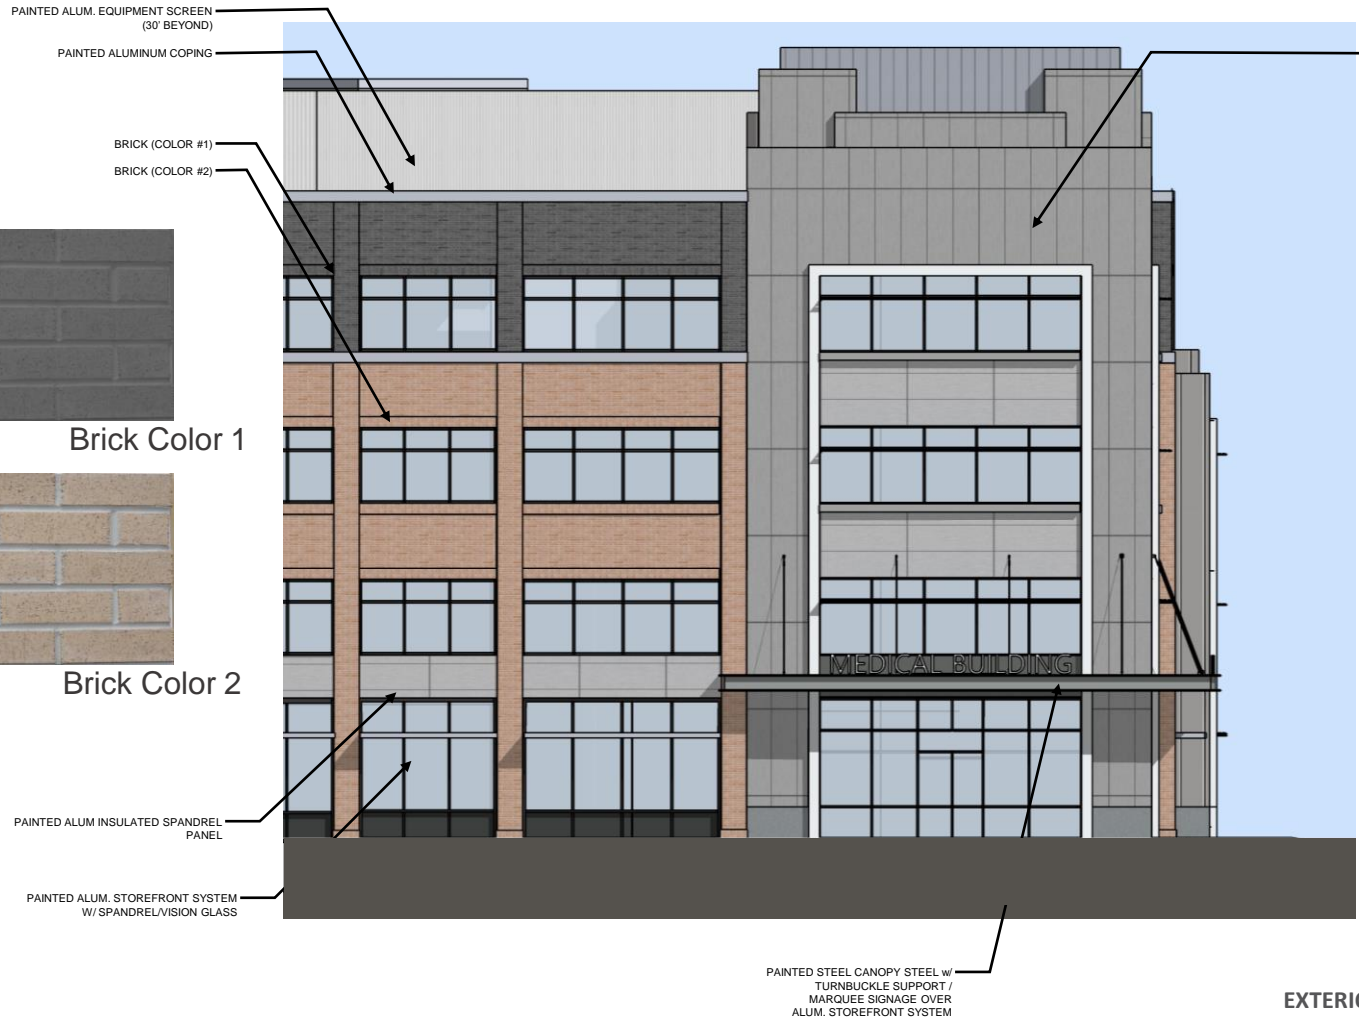 PAINTED ALUM. EQUIPMENT SCREEN
(30' BEYOND)
PAINTED ALUMINUM COPING
BRICK (COLOR #1)
BRICK (COLOR #2)
Brick Color 1
Brick Color 2
MEDICAL BUILDING
PAINTED ALUM INSULATED SPANDREL
PANEL
PAINTED ALUM. STOREFRONT SYSTEM
W/ SPANDREL/VISION GLASS
PAINTED STEEL CANOPY STEEL w/
TURNBUCKLE SUPPORT /
MARQUEE SIGNAGE OVER
ALUM. STOREFRONT SYSTEM